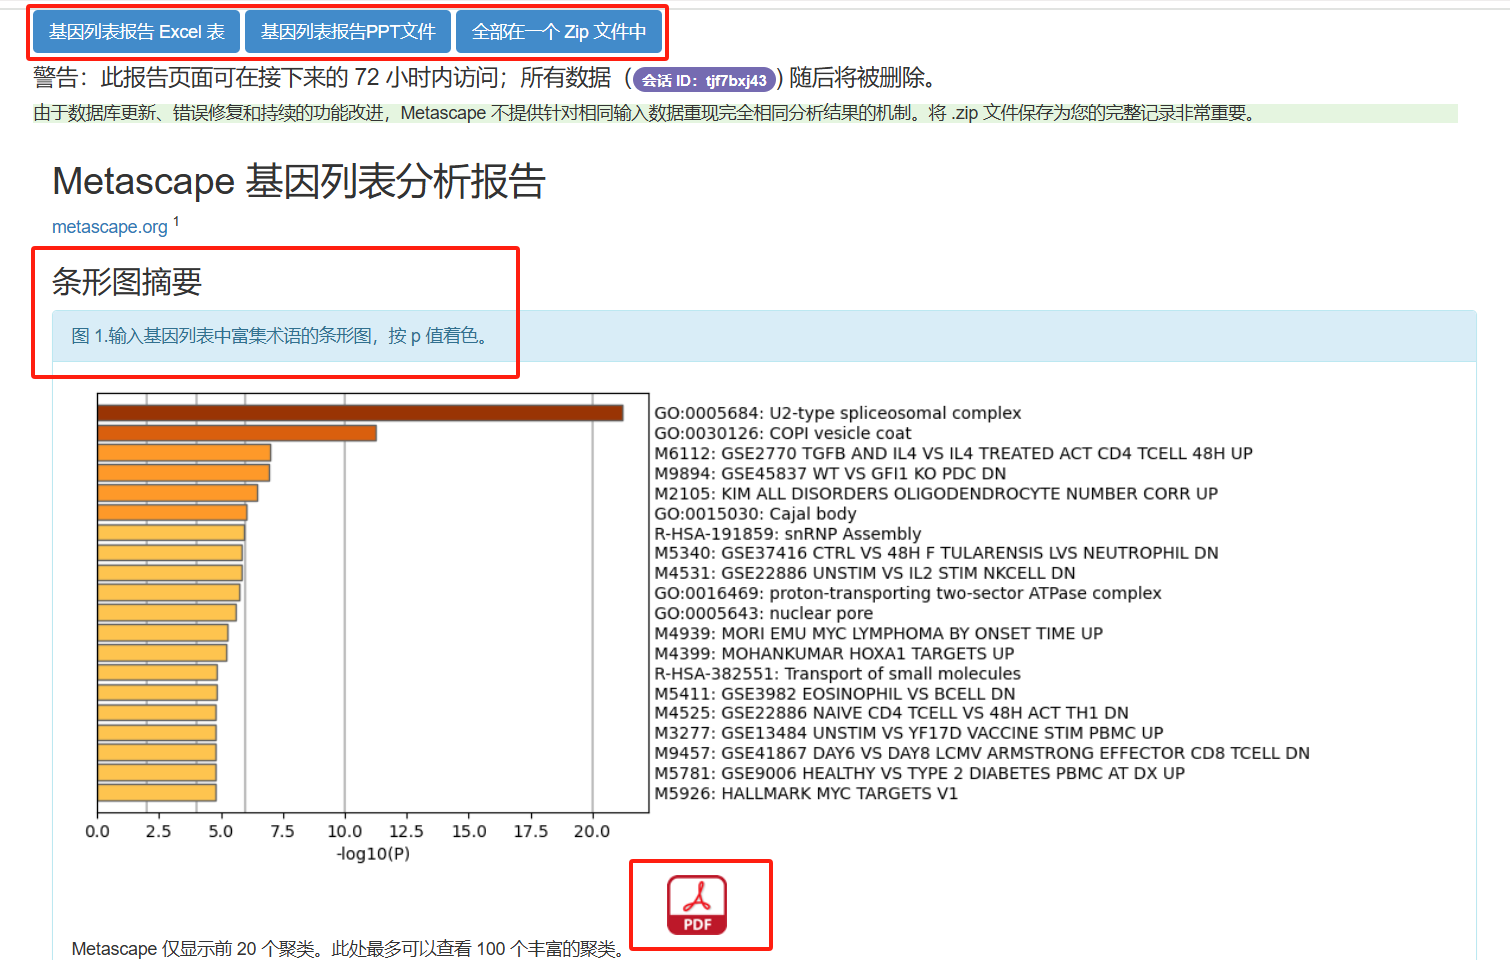 基因列表报告 Excel 表 基因列表报告PPT文件 全部在一个 Zip 文件中
警告：此报告页面可在接下来的 72 小时内访问；所有数据（会话 ID：tjf7bxj43）随后将被删除。
由于数据库更新、错误修复和持续的功能改进，Metascape 不提供针对相同输入数据重现完全相同分析结果的机制。将 .zip 文件保存为您的完整记录非常重要。
Metascape 基因列表分析报告
metascape.org 1
条形图摘要
图 1.输入基因列表中富集术语的条形图，按 p 值着色。
GO:0005684: U2-type spliceosomal complex
GO:0030126: COPI vesicle coat
M6112: GSE2770 TGFB AND IL4 VS IL4 TREATED ACT CD4 TCELL 48H UP
M9894: GSE45837 WT VS GFI1 KO PDC DN
M2105: KIM ALL DISORDERS OLIGODENDROCYTE NUMBER CORR UP
GO:0015030: Cajal body
R-HSA-191859: snRNP Assembly
M5340: GSE37416 CTRL VS 48H F TULARENSIS LVS NEUTROPHIL DN
M4531: GSE22886 UNSTIM VS IL2 STIM NKCELL DN
GO:0016469: proton-transporting two-sector ATPase complex
GO:0005643: nuclear pore
M4939: MORI EMU MYC LYMPHOMA BY ONSET TIME UP
M4399: MOHANKUMAR HOXA1 TARGETS UP
R-HSA-382551: Transport of small molecules
M5411: GSE3982 EOSINOPHIL VS BCELL DN
M4525: GSE22886 NAIVE CD4 TCELL VS 48H ACT TH1 DN
M3277: GSE13484 UNSTIM VS YF17D VACCINE STIM PBMC UP
M9457: GSE41867 DAY6 VS DAY8 LCMV ARMSTRONG EFFECTOR CD8 TCELL DN
M5781: GSE9006 HEALTHY VS TYPE 2 DIABETES PBMC AT DX UP
M5926: HALLMARK MYC TARGETS V1
0.0 2.5 5.0 7.5 10.0 12.5 15.0 17.5 20.0
-log10(P)
PDF
Metascape 仅显示前 20 个聚类。此处最多可以查看 100 个丰富的聚类。